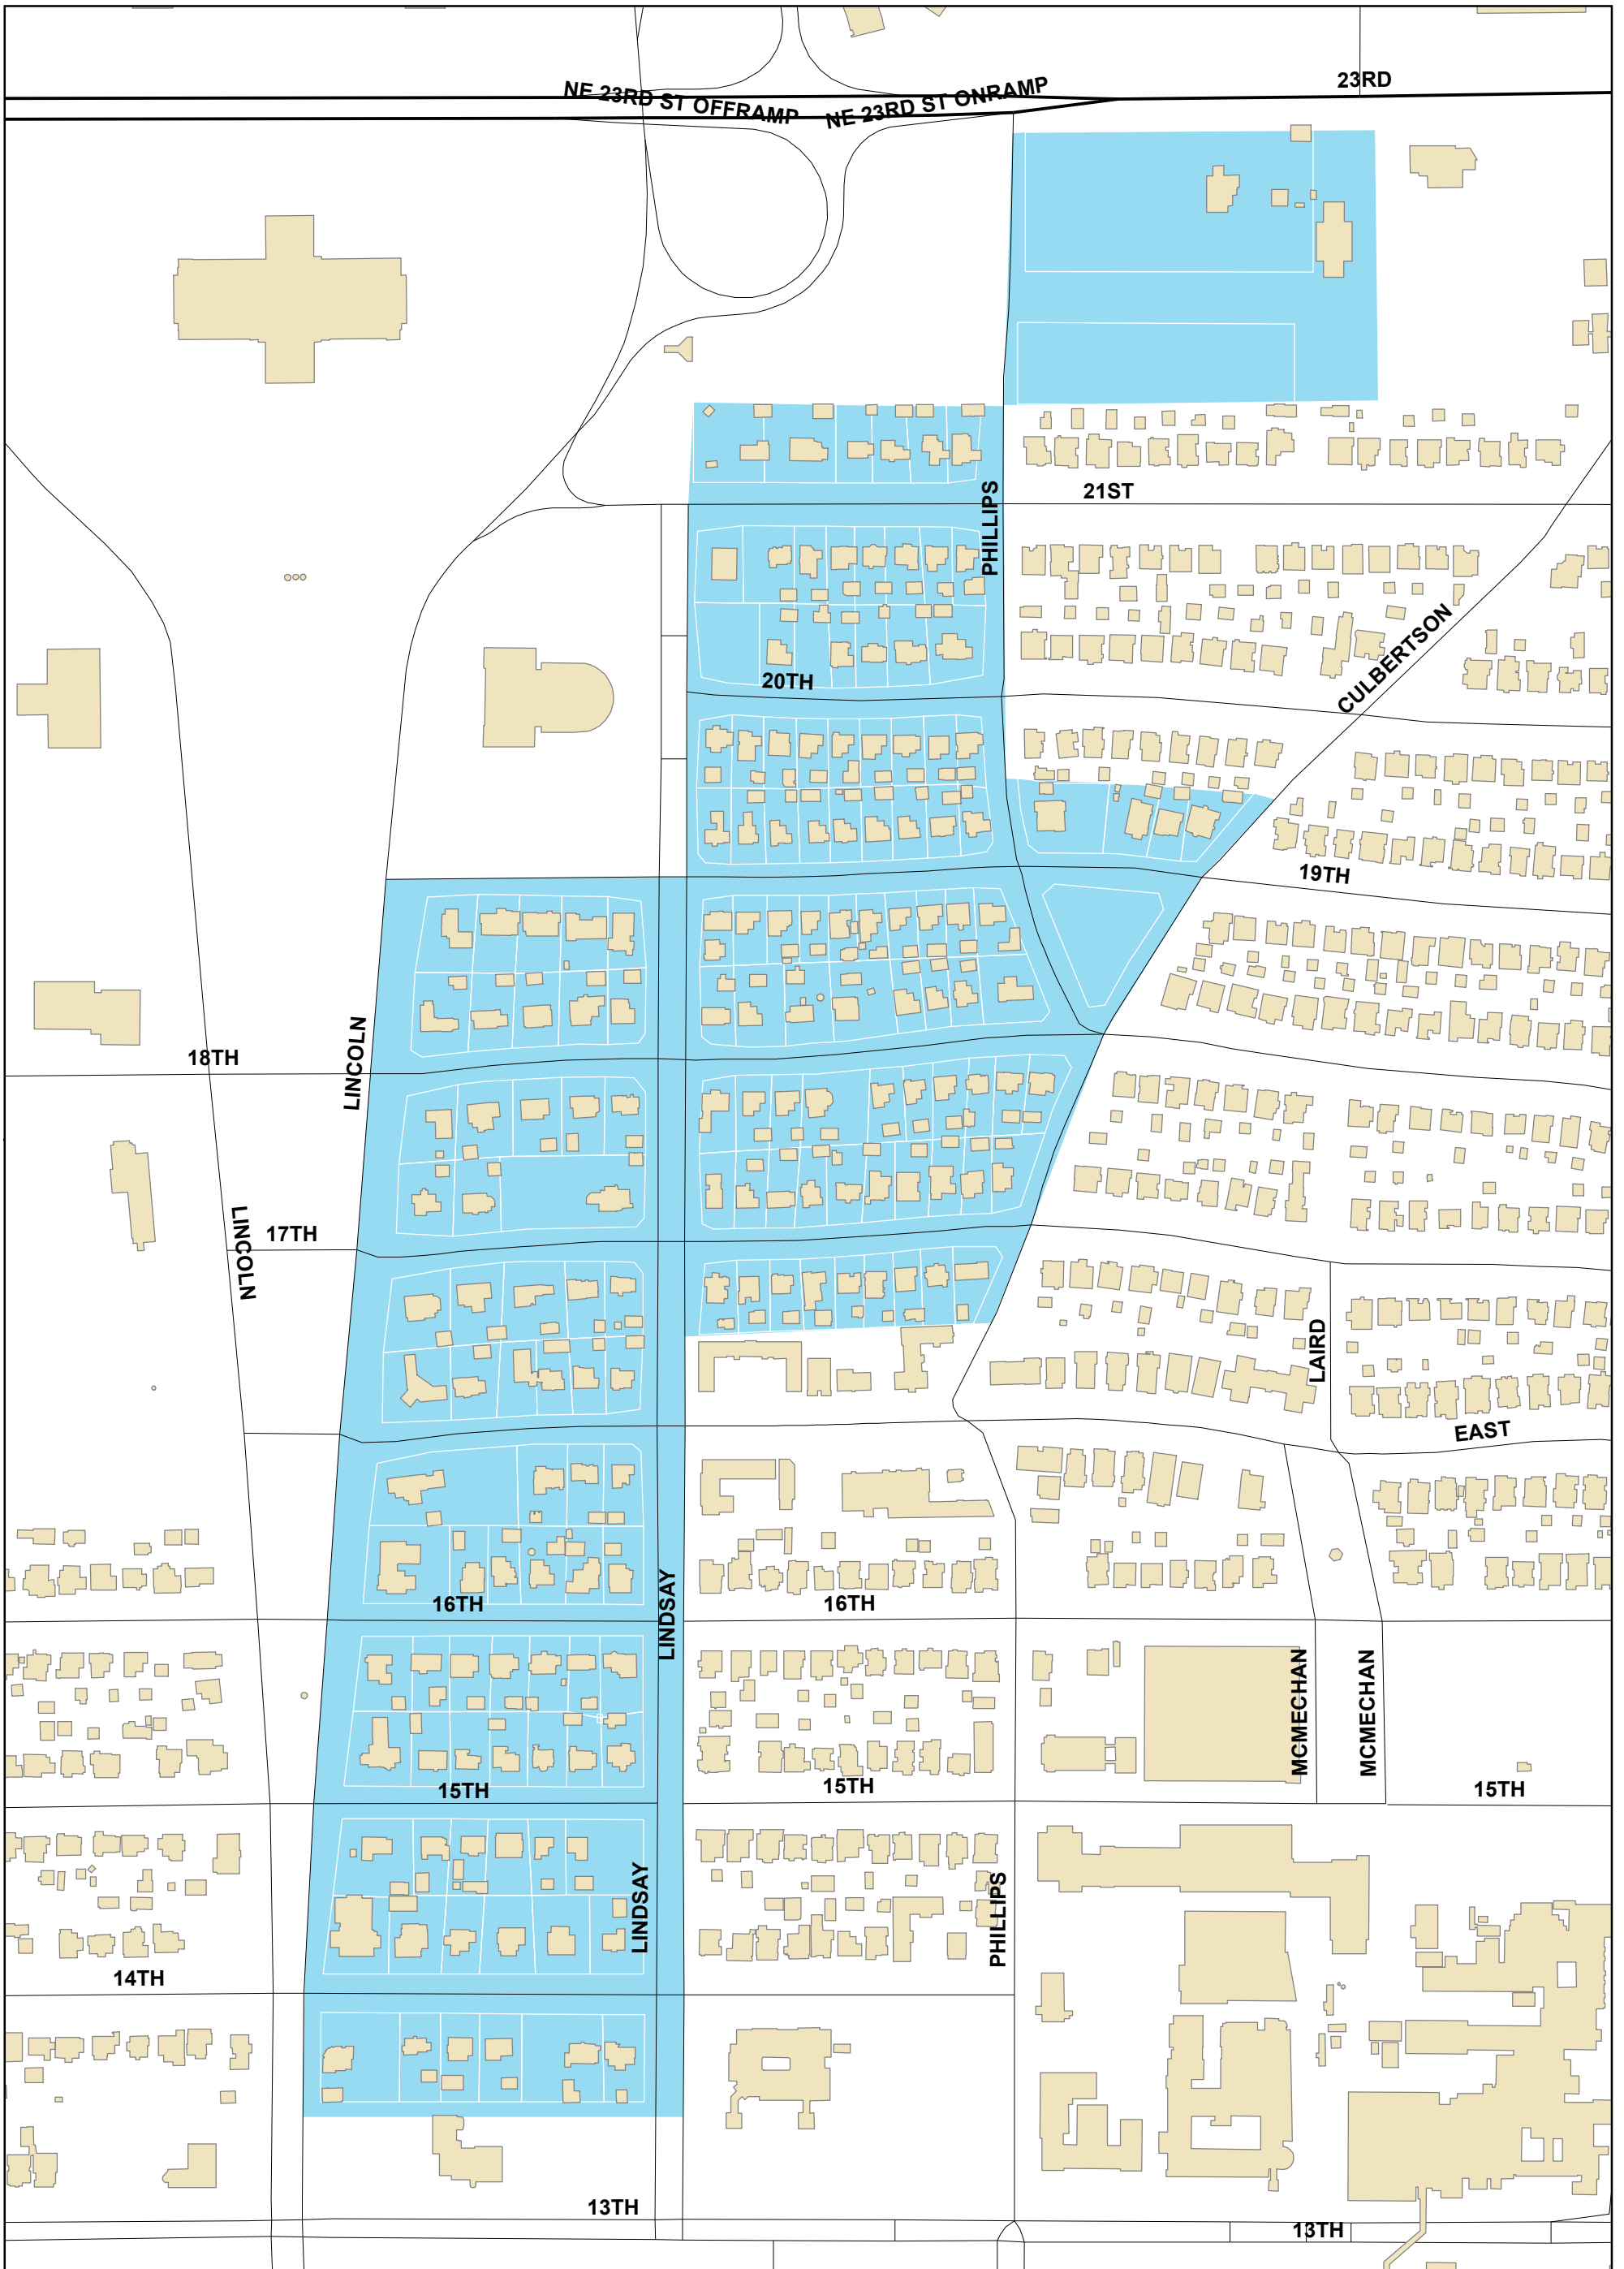 23RD
NE 23RD ST OFFRAMP
NE 23RD ST ONRAMP
21ST
PHILLIPS
20TH
CULBERTSON
19TH
18TH
LINCOLN
17TH
LINCOLN
LAIRD
EAST
16TH
LINDSAY
16TH
MCMECHAN
MCMECHAN
15TH
15TH
15TH
LINDSAY
PHILLIPS
14TH
13TH
13TH